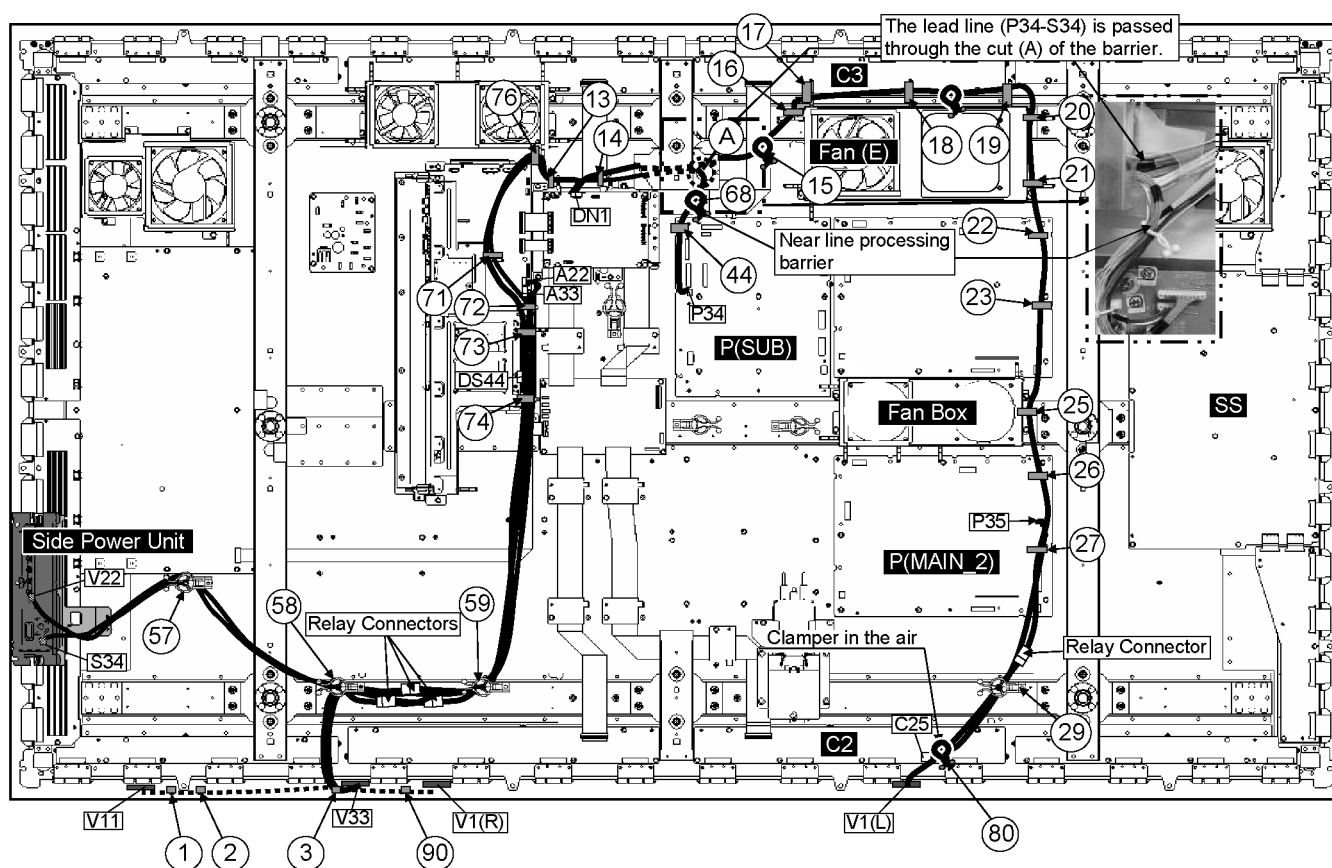 The lead line (P34-S34) is passed
through the cut (A) of the barrier.
17
C3
16
76
13
14
A
Fan (E)
18
19
20
15
21
68
DN1
22
Near line processing
barrier
44
71
72
A22
A33
23
P34
73
P(SUB)
DS44
74
Fan Box
25
SS
26
P35
27
P(MAIN_2)
Side Power Unit
V22
57
58
Relay Connectors
59
Clamper in the air
Relay Connector
S34
C25
29
C2
V11
V33
V1(R)
V1(L)
1
2
3
90
80